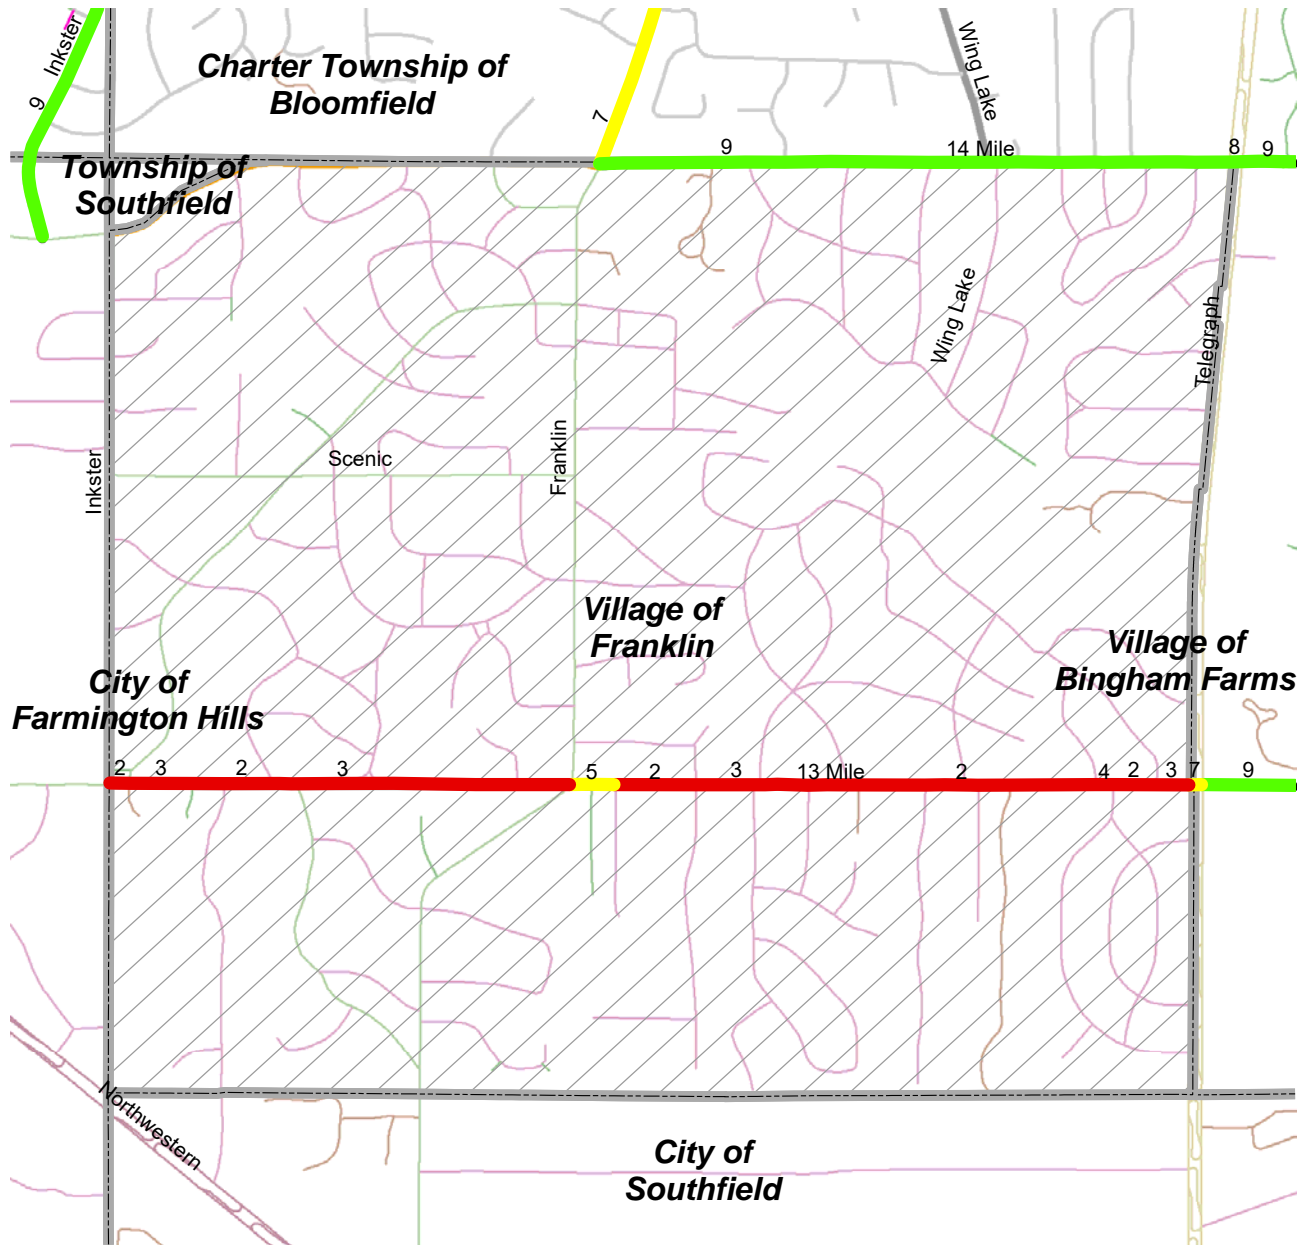 Inkster
9
Charter Township of
Bloomfield
7
Wing Lake
9
14 Mile
8
9
Township of
Southfield
Wing Lake
Telegraph
Franklin
Scenic
Inkster
Village of
Franklin
Village of
Bingham Farms
City of
Farmington Hills
2
3
2
3
5
2
3
13 Mile
2
4
2
3
7
9
Northwestern
City of
Southfield